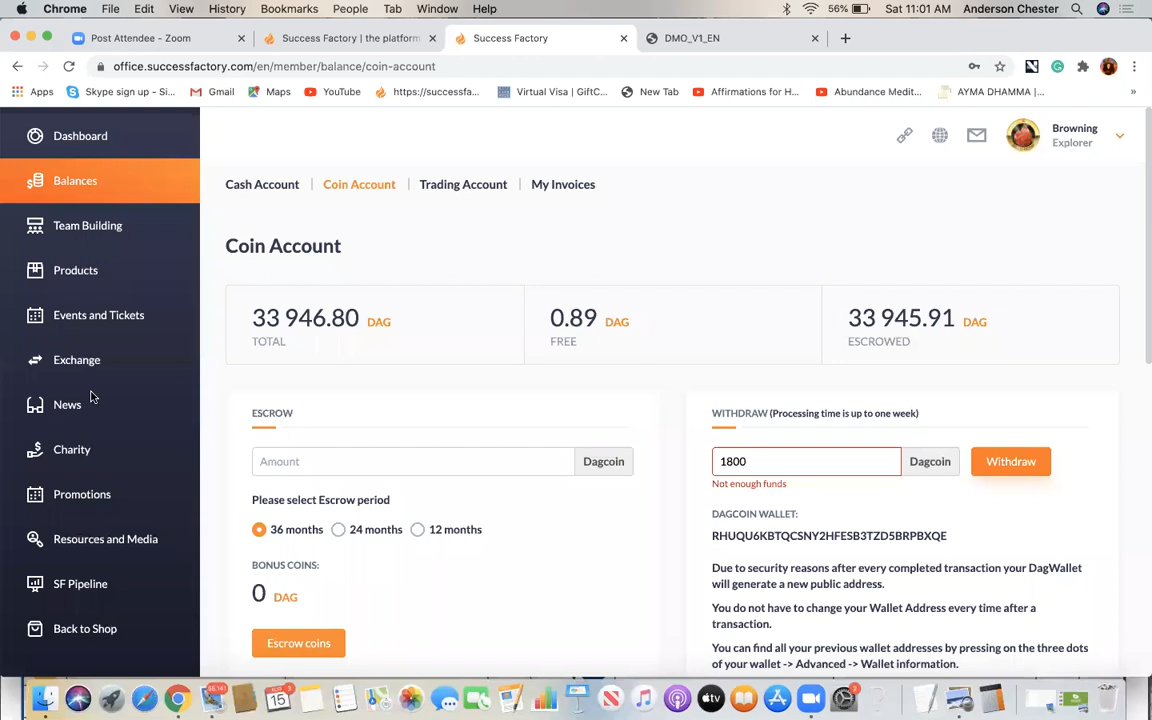 Chrome File Edit View History Bookmarks People Tab Window Help 56% Sat 11:01 AM Anderson Chester
Post Attendee - Zoom Success Factory | the platform Success Factory DMO_V1_EN
office.successfactory.com/en/member/balance/coin-account
Apps Skype sign up - Si... Gmail Maps YouTube https://successfa... Virtual Visa | GiftC... New Tab Affirmations for H... Abundance Medit... AYMA DHAMMA |... »
Dashboard
Browning
Explorer
Balances
Cash Account | Coin Account | Trading Account | My Invoices
Team Building
Coin Account
Products
33 946.80 DAG 0.89 DAG 33 945.91 DAG
TOTAL FREE ESCROWED
Events and Tickets
Exchange
News
Charity
Promotions
Resources and Media
SF Pipeline
Back to Shop
ESCROW
Amount Dagcoin
Please select Escrow period
36 months 24 months 12 months
BONUS COINS:
0 DAG
Escrow coins
WITHDRAW (Processing time is up to one week)
1800 Dagcoin Withdraw
Not enough funds
DAGCOIN WALLET:
RHUQU6KBTQCSNY2HFESB3TZD5BRPBXQE
Due to security reasons after every completed transaction your DagWallet
will generate a new public address.
You do not have to change your Wallet Address every time after a
transaction.
You can find all your previous wallet addresses by pressing on the three dots
of your wallet -> Advanced -> Wallet information.